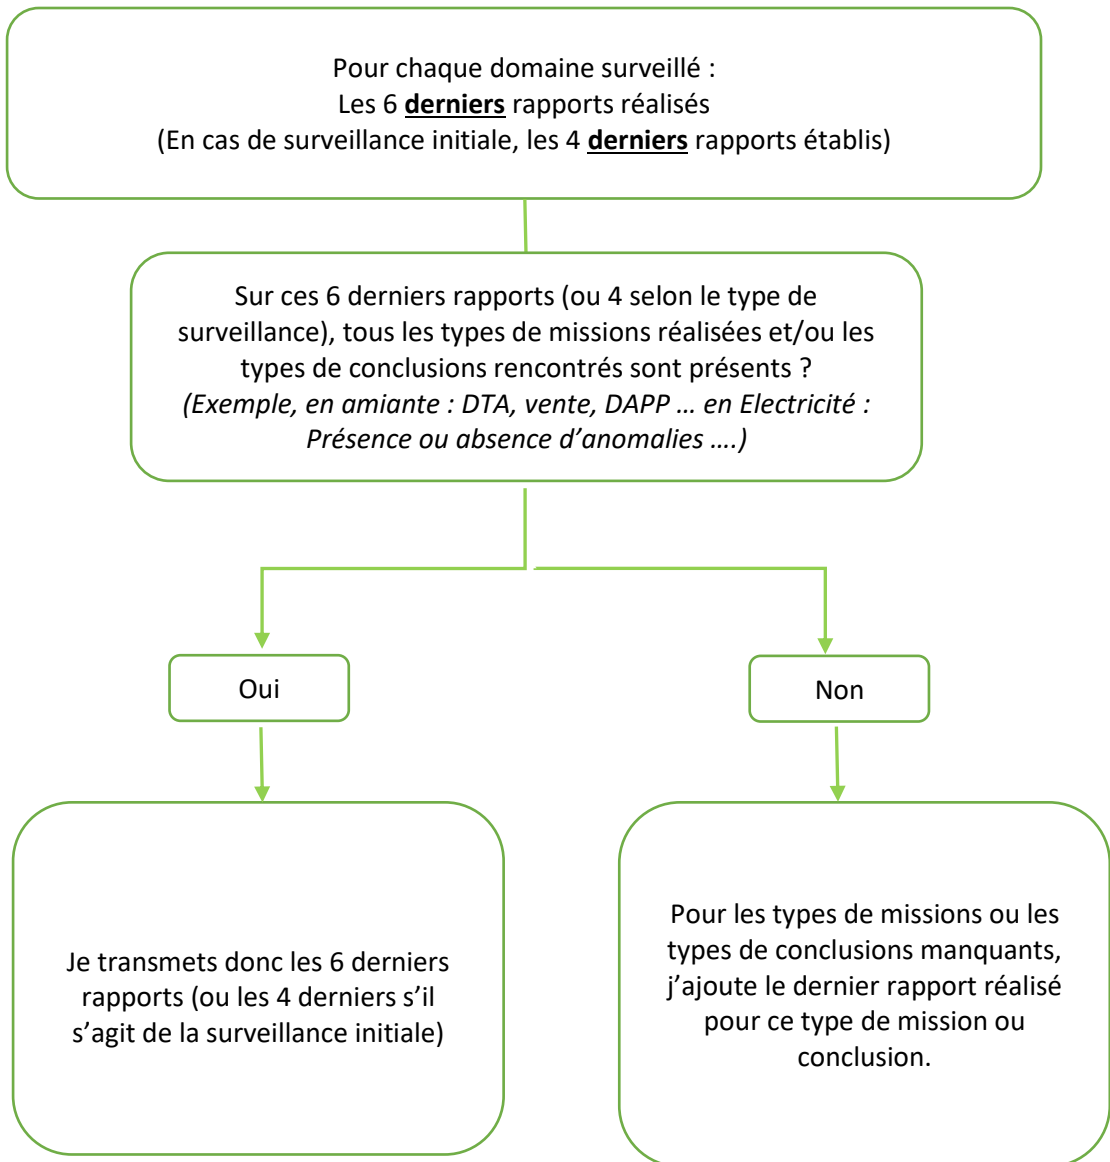 Pour chaque domaine surveillé :
Les 6 derniers rapports réalisés
(En cas de surveillance initiale, les 4 derniers rapports établis)
Sur ces 6 derniers rapports (ou 4 selon le type de
surveillance), tous les types de missions réalisées et/ou les
types de conclusions rencontrés sont présents ?
(Exemple, en amiante : DTA, vente, DAPP … en Electricité :
Présence ou absence d’anomalies ….)
Oui
Non
Je transmets donc les 6 derniers
rapports (ou les 4 derniers s’il
s’agit de la surveillance initiale)
Pour les types de missions ou les
types de conclusions manquants,
j’ajoute le dernier rapport réalisé
pour ce type de mission ou
conclusion.